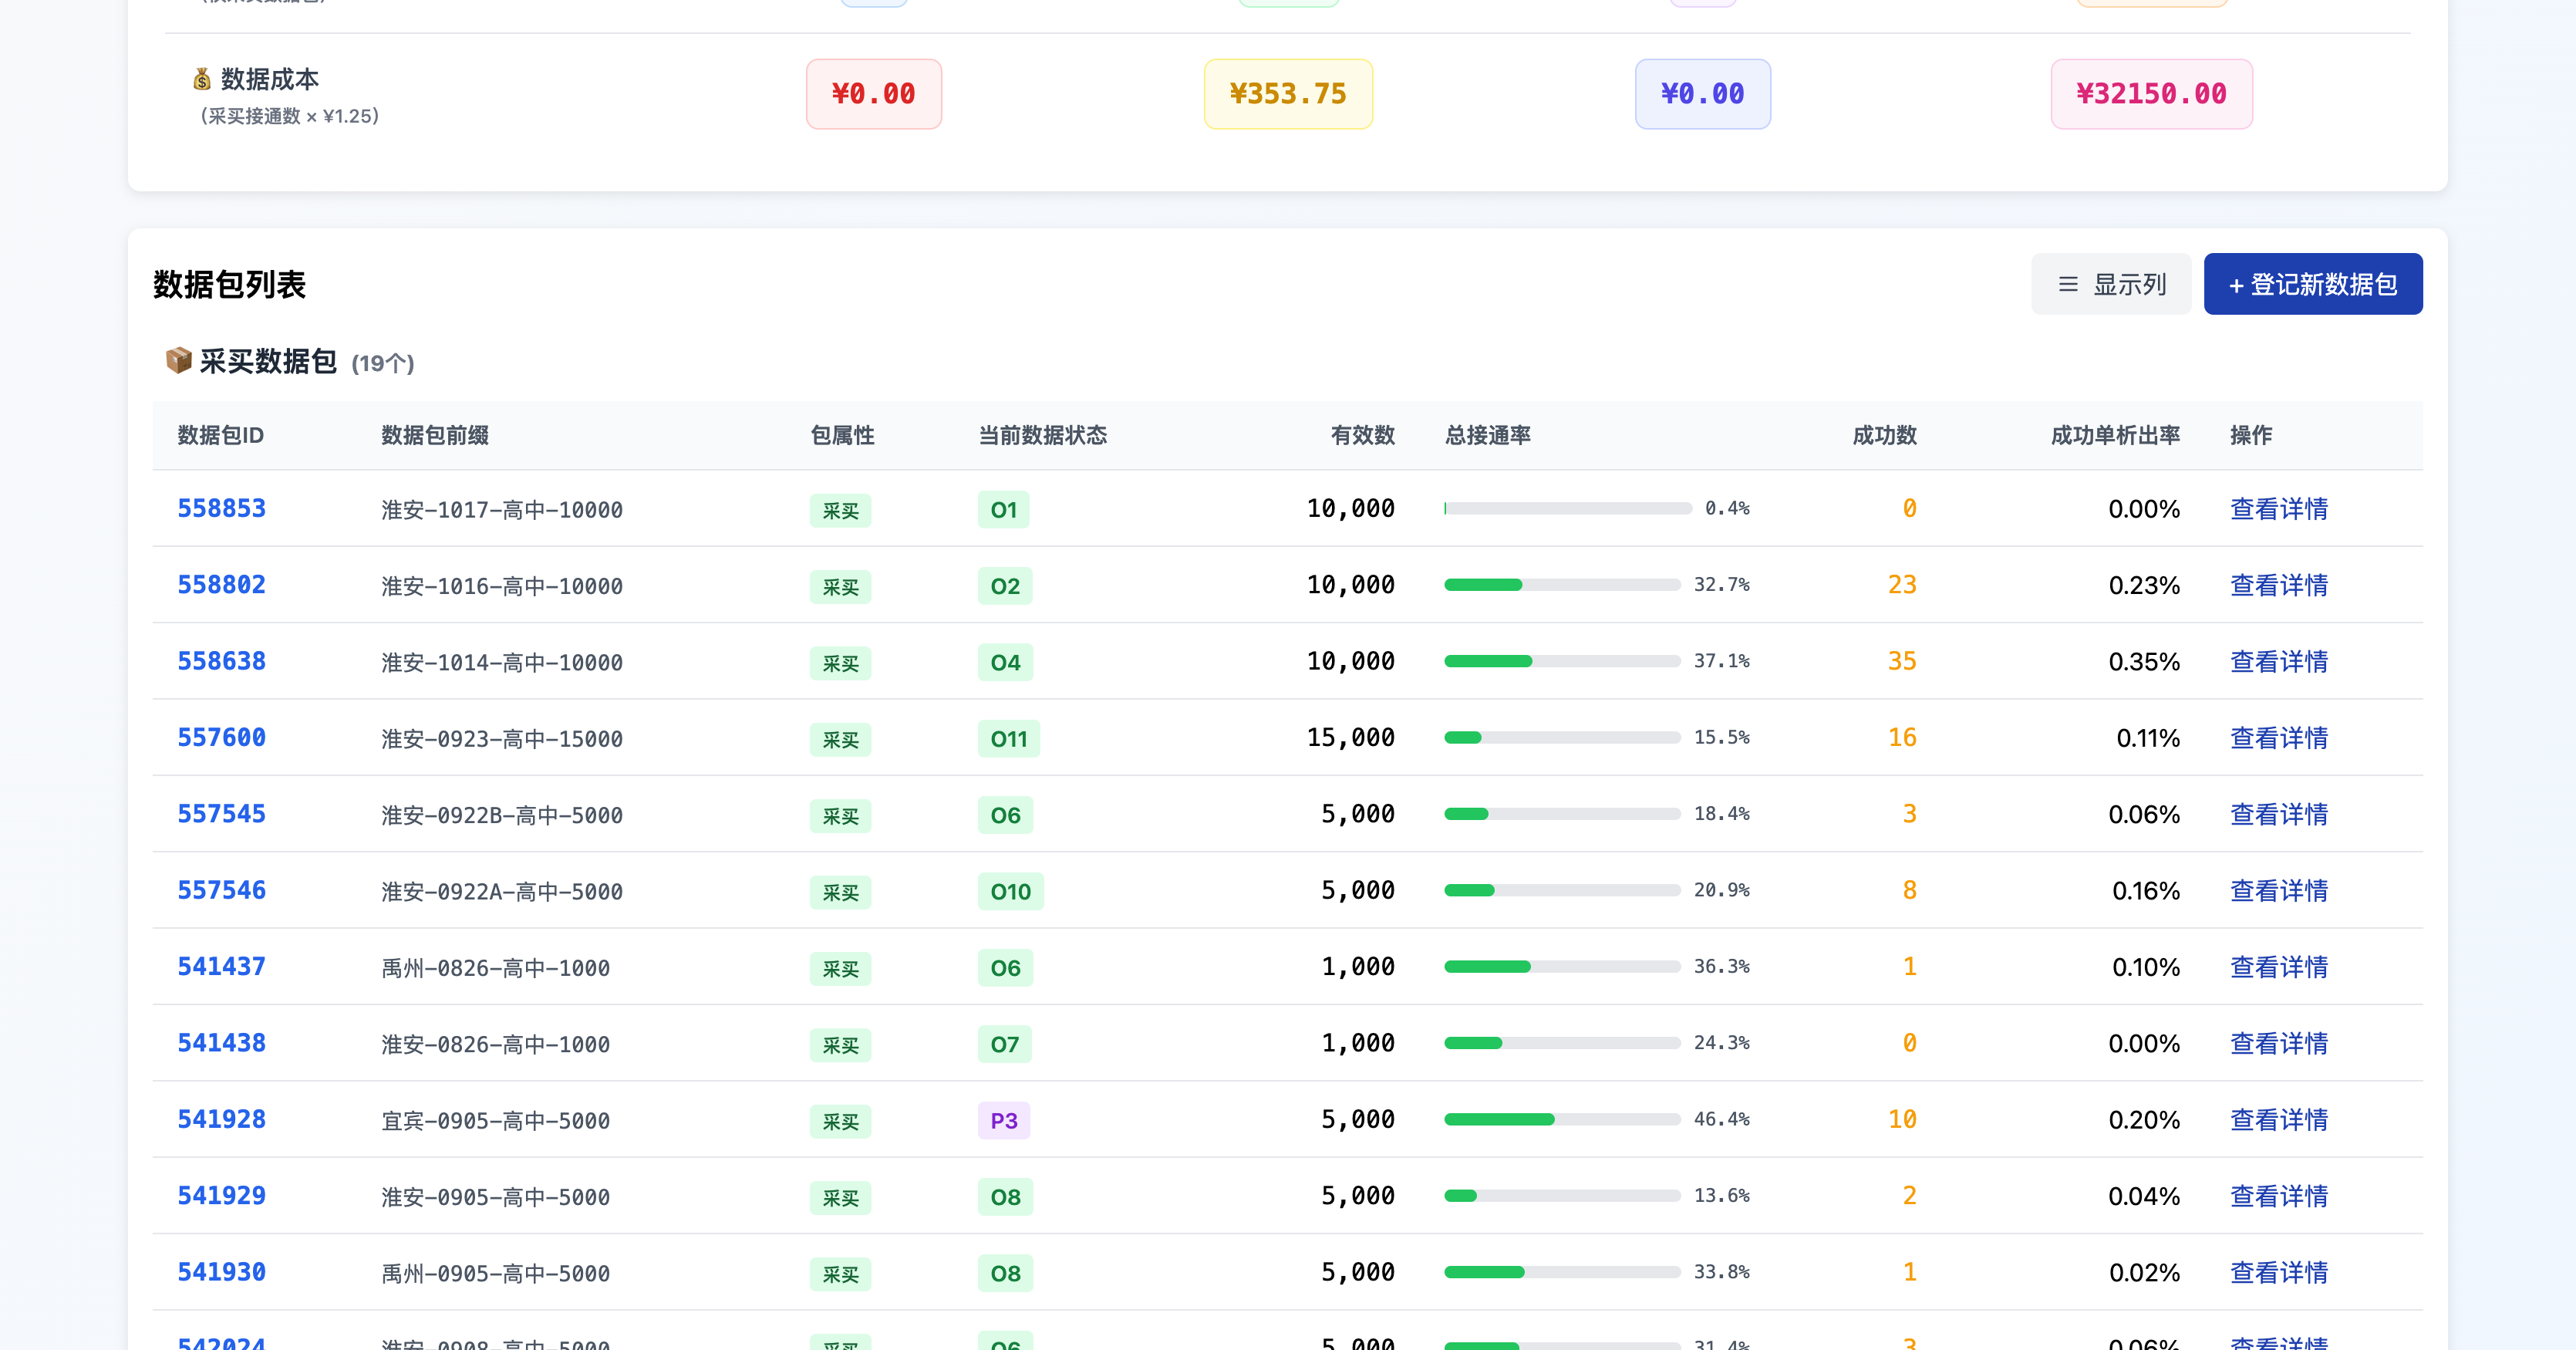 💰 数据成本 ¥0.00 ¥353.75 ¥0.00 ¥32150.00
(采买接通数 × ¥1.25)
数据包列表 显示列 + 登记新数据包
📦 采买数据包 (19个)
数据包ID 数据包前缀 包属性 当前数据状态 有效数 总接通率 成功数 成功单析出率 操作
558853 淮安-1017-高中-10000 采买 O1 10,000 0.4% 0 0.00% 查看详情
558802 淮安-1016-高中-10000 采买 O2 10,000 32.7% 23 0.23% 查看详情
558638 淮安-1014-高中-10000 采买 O4 10,000 37.1% 35 0.35% 查看详情
557600 淮安-0923-高中-15000 采买 O11 15,000 15.5% 16 0.11% 查看详情
557545 淮安-0922B-高中-5000 采买 O6 5,000 18.4% 3 0.06% 查看详情
557546 淮安-0922A-高中-5000 采买 O10 5,000 20.9% 8 0.16% 查看详情
541437 禹州-0826-高中-1000 采买 O6 1,000 36.3% 1 0.10% 查看详情
541438 淮安-0826-高中-1000 采买 O7 1,000 24.3% 0 0.00% 查看详情
541928 宜宾-0905-高中-5000 采买 P3 5,000 46.4% 10 0.20% 查看详情
541929 淮安-0905-高中-5000 采买 O8 5,000 13.6% 2 0.04% 查看详情
541930 禹州-0905-高中-5000 采买 O8 5,000 33.8% 1 0.02% 查看详情
542024 淮安-0908-高中-5000 采买 O6 5,000 31.4% 3 0.06% 查看详情